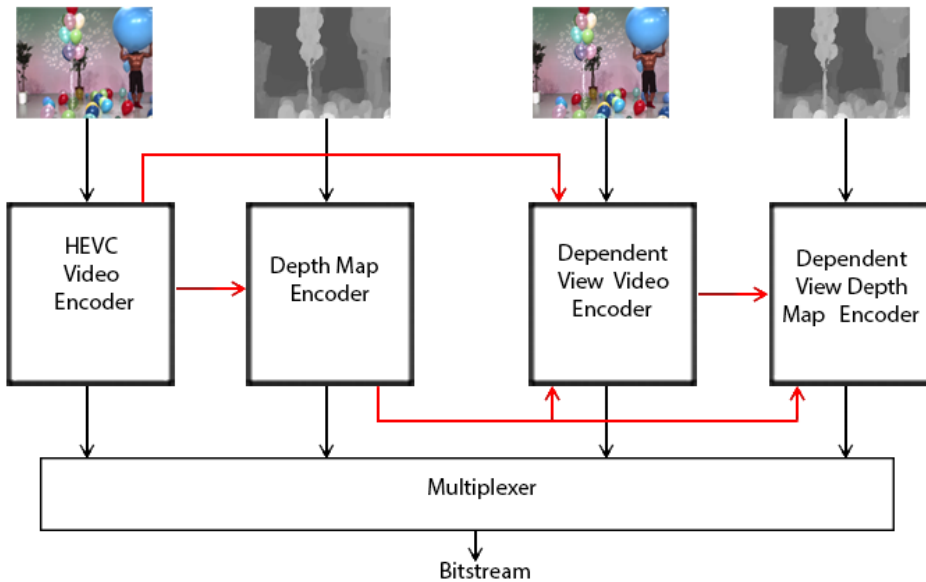 HEVC
Video
Encoder
Depth Map
Encoder
Dependent
View Video
Encoder
Dependent
View Depth
Map Encoder
Multiplexer
Bitstream